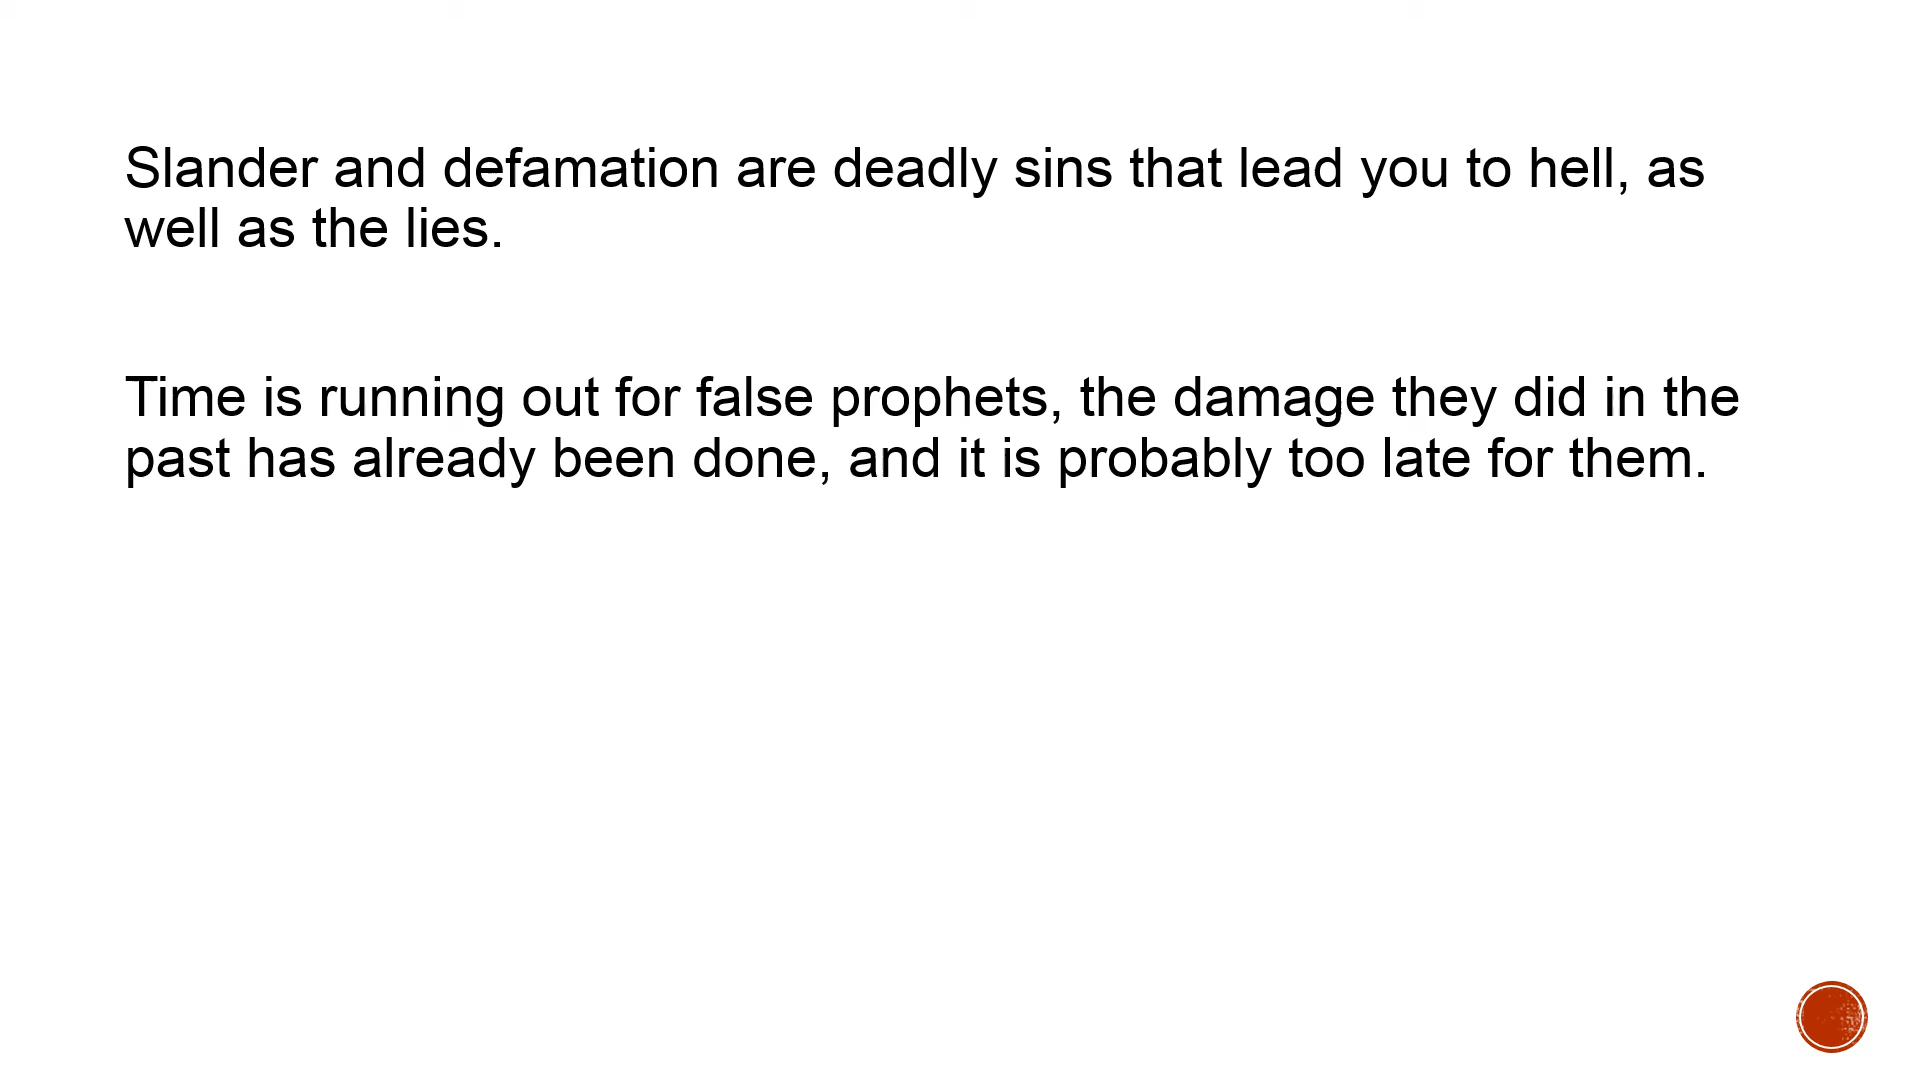 Slander and defamation are deadly sins that lead you to hell, as
well as the lies.
Time is running out for false prophets, the damage they did in the
past has already been done, and it is probably too late for them.